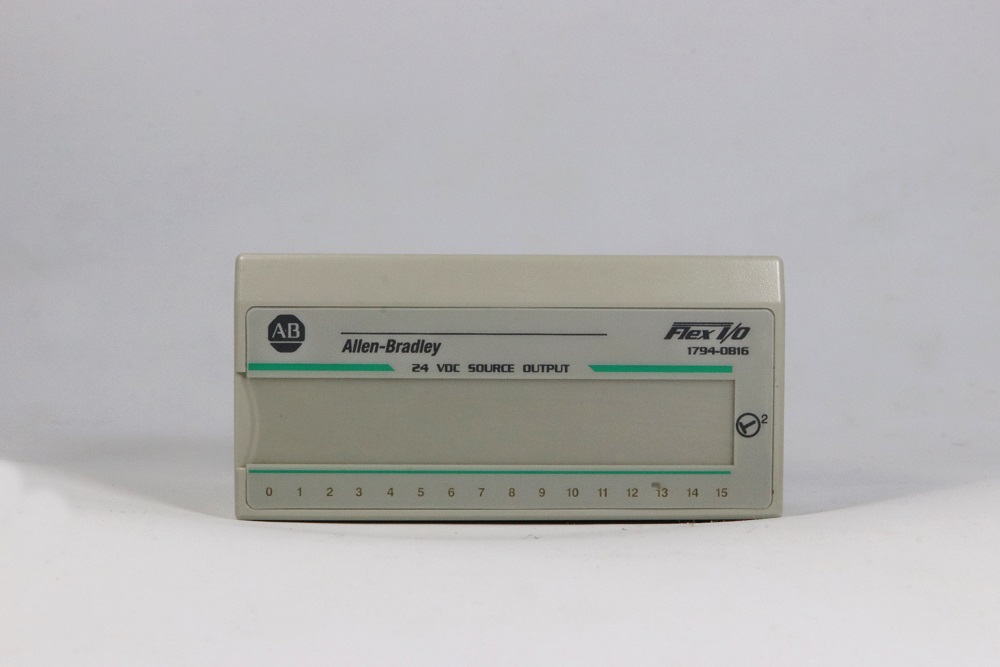 AB
Allen-Bradley
Flex I/O
1794-OB16
24 VDC SOURCE OUTPUT
2
0 1 2 3 4 5 6 7 8 9 10 11 12 13 14 15